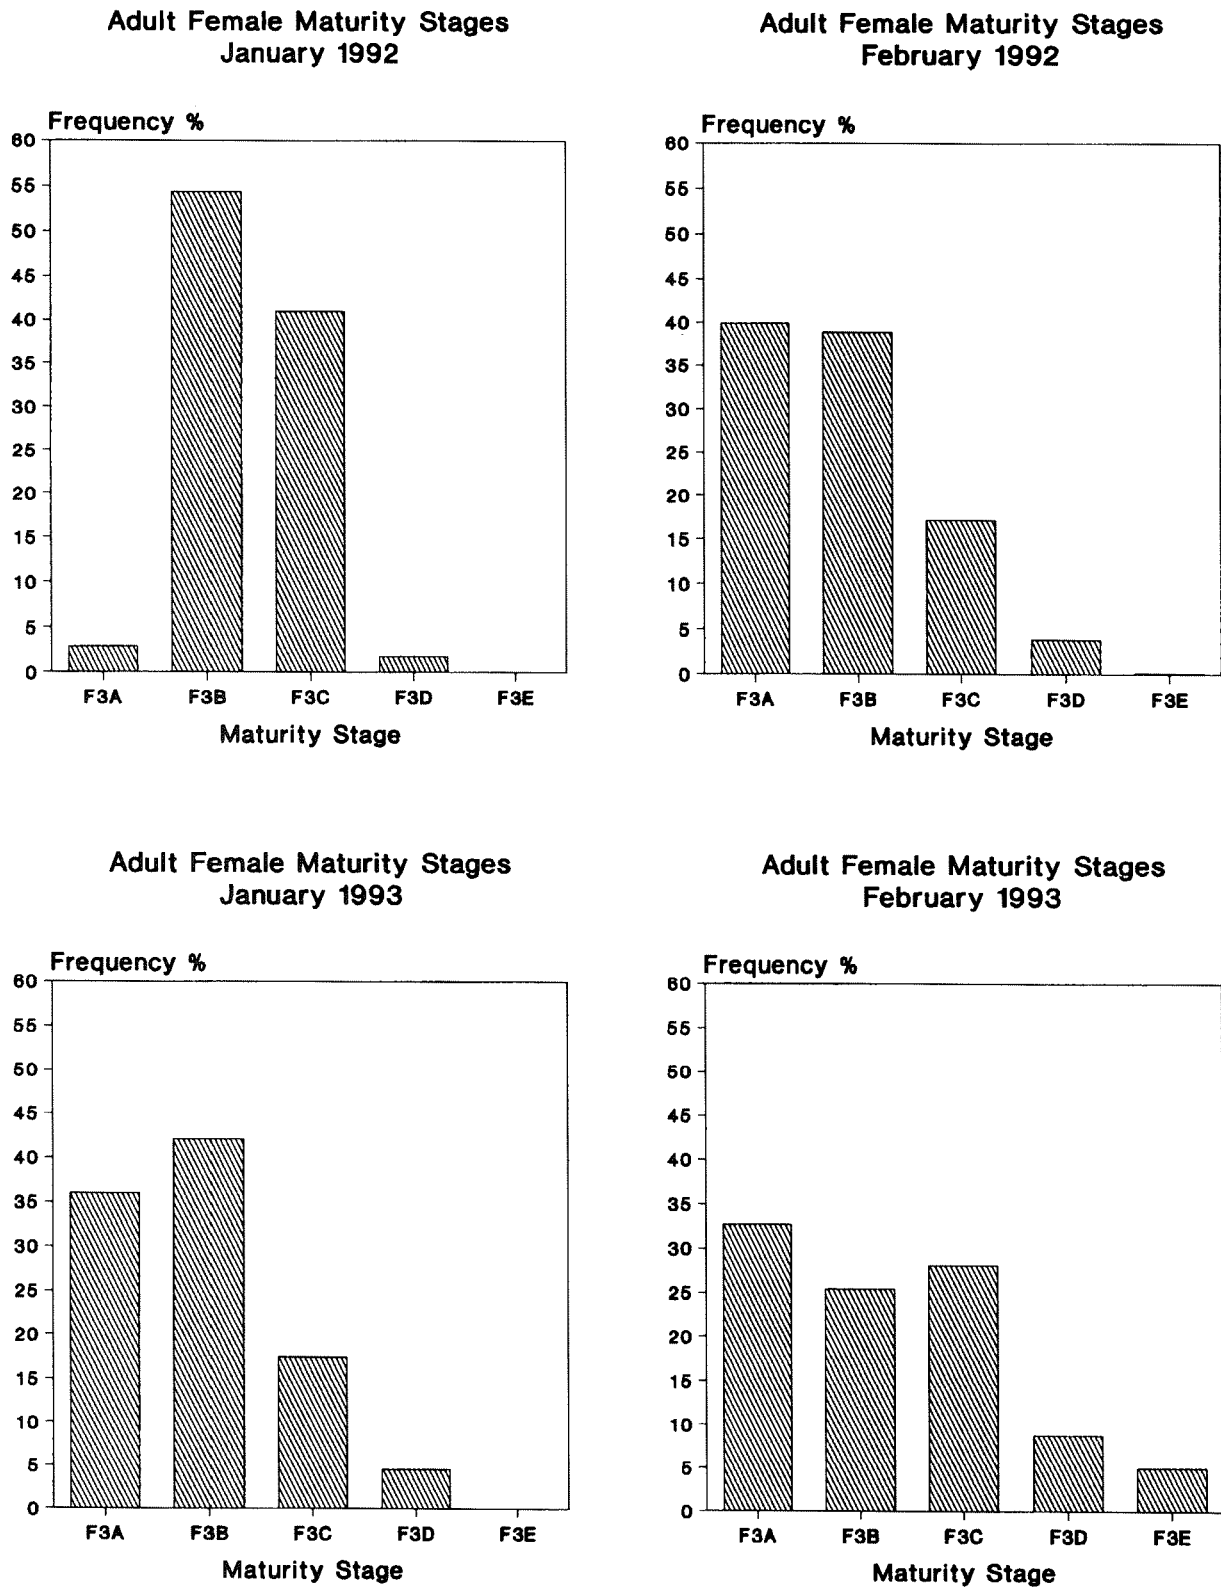 Adult Female Maturity Stages
January 1992
Frequency %
60
55
50
45
40
35
30
25
20
15
10
5
0
F3A F3B F3C F3D F3E
Maturity Stage
Adult Female Maturity Stages
February 1992
Frequency %
60
55
50
45
40
35
30
25
20
15
10
5
0
F3A F3B F3C F3D F3E
Maturity Stage
Adult Female Maturity Stages
January 1993
Frequency %
60
55
50
45
40
35
30
25
20
15
10
5
0
F3A F3B F3C F3D F3E
Maturity Stage
Adult Female Maturity Stages
February 1993
Frequency %
60
55
50
45
40
35
30
25
20
15
10
5
0
F3A F3B F3C F3D F3E
Maturity Stage